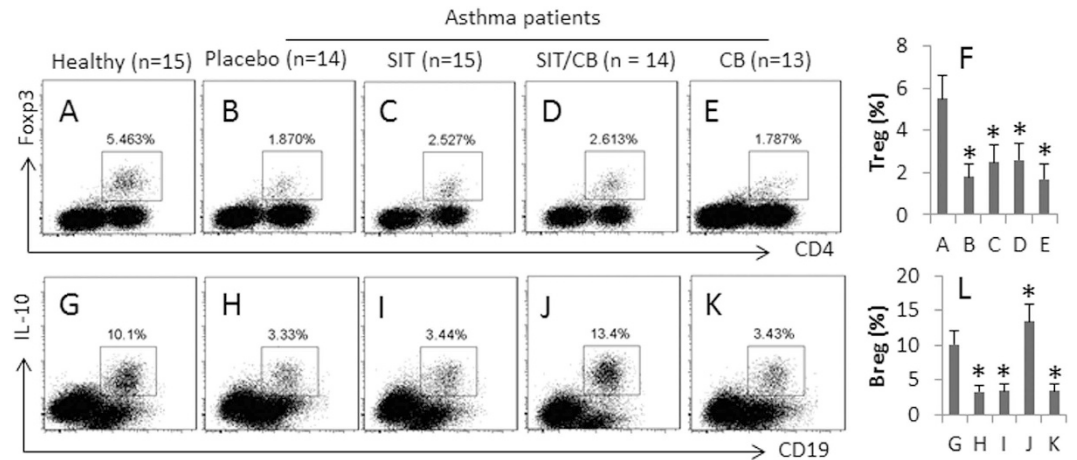 Asthma patients
Healthy (n=15) Placebo (n=14) SIT (n=15) SIT/CB (n = 14) CB (n=13)
Foxp3
A B C D E
5.463% 1.870% 2.527% 2.613% 1.787%
CD4
F
Treg (%)
8
6
4
2
0
* * * *
A B C D E
IL-10
G H I J K
10.1% 3.33% 3.44% 13.4% 3.43%
CD19
L
Breg (%)
20
15
10
5
0
* * * *
G H I J K